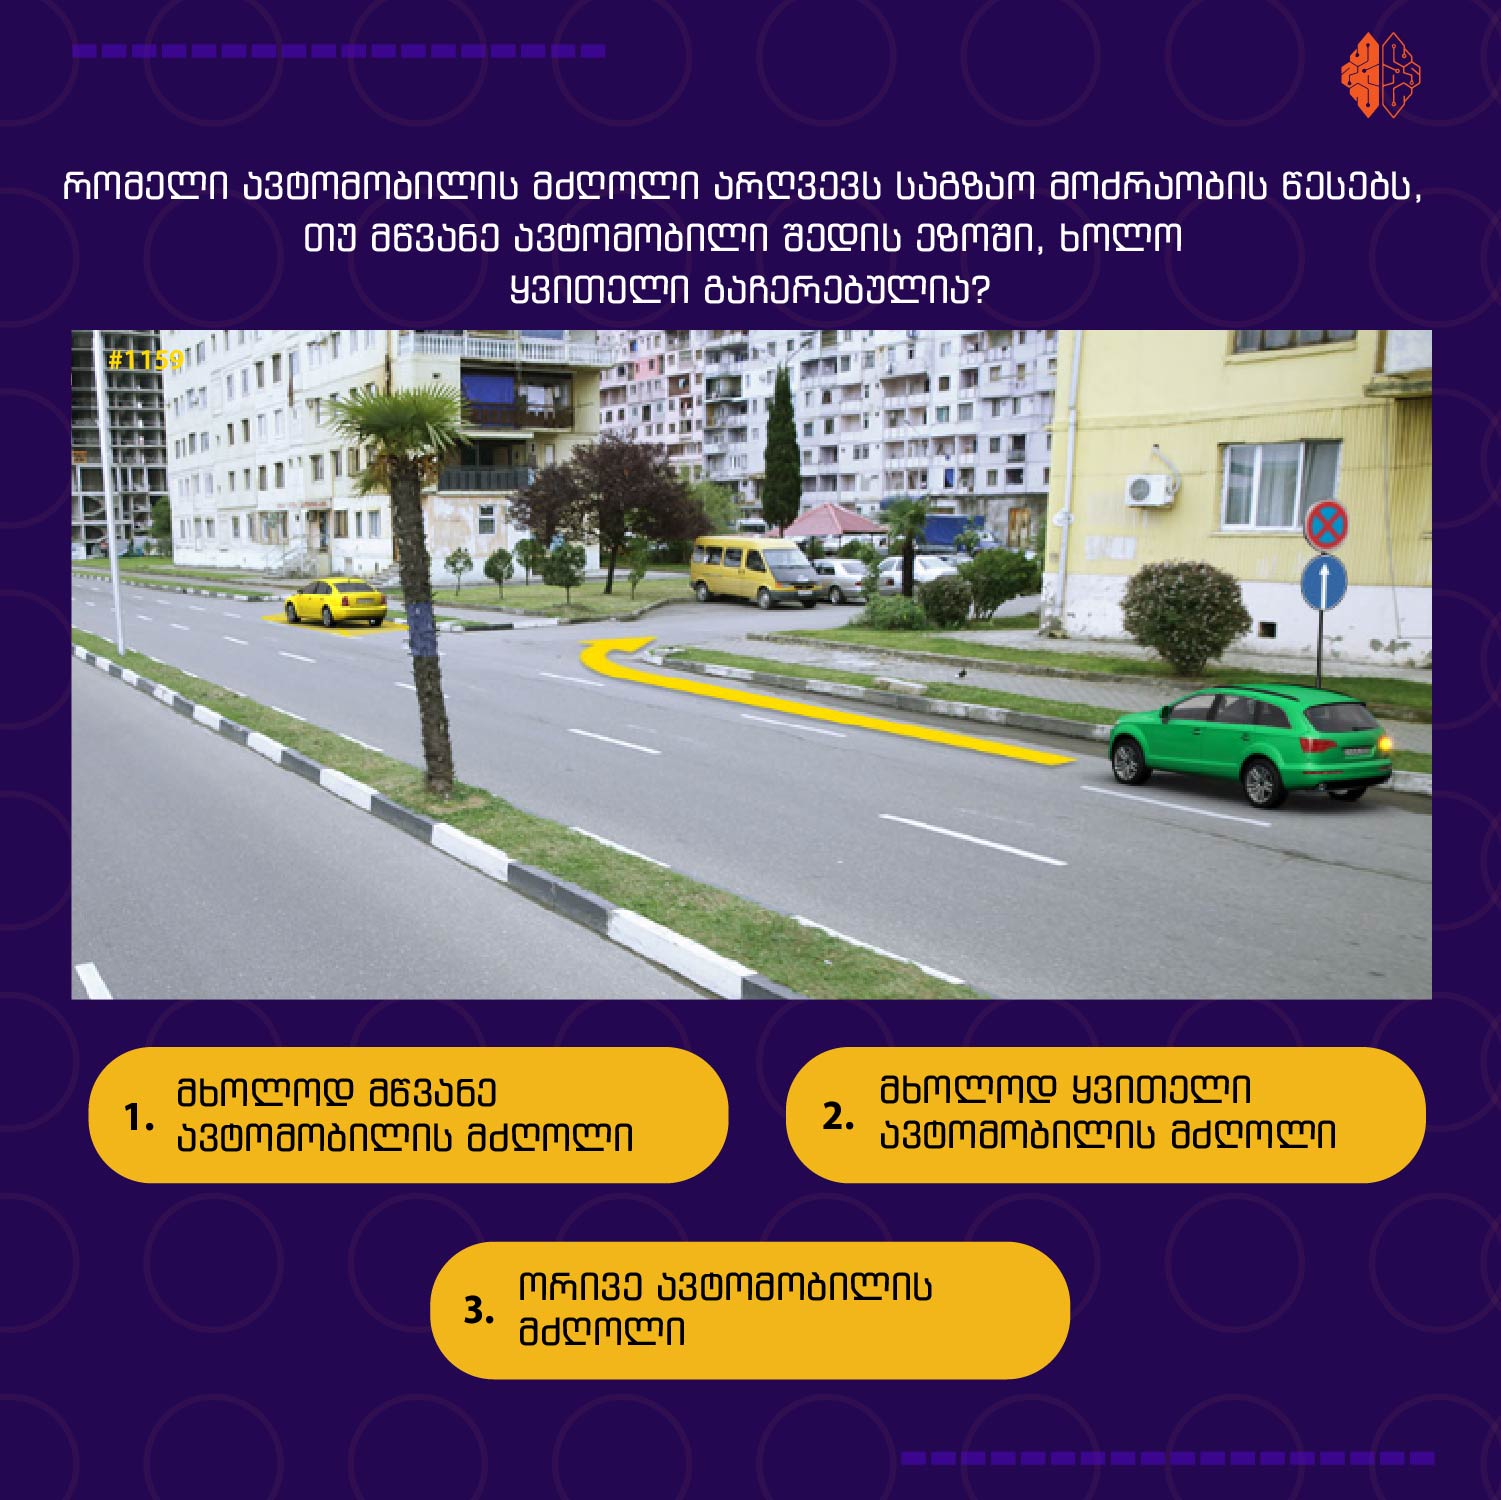 რომელი ავტომობილის მძღოლი არღვევს საგზაო მოძრაობის წესებს,
თუ მწვანე ავტომობილი შედის ეზოში, ხოლო
ყვითელი გაჩერებულია?
#1159
1. მხოლოდ მწვანე
ავტომობილის მძღოლი
2. მხოლოდ ყვითელი
ავტომობილის მძღოლი
3. ორივე ავტომობილის
მძღოლი